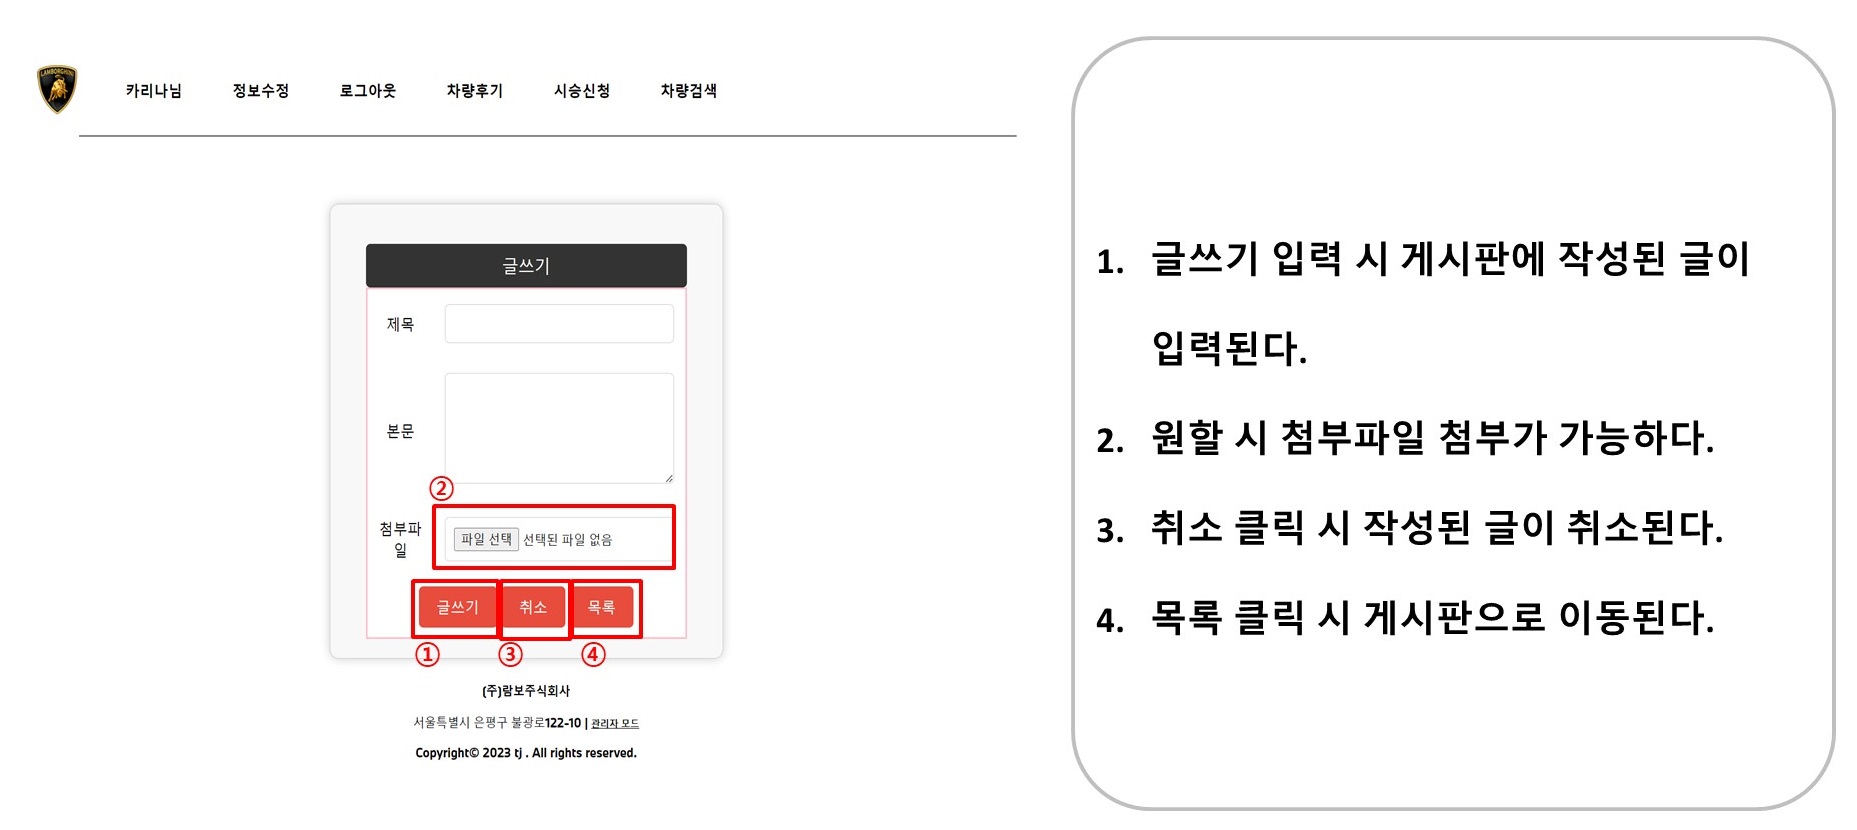 LAMBORGHINI
카리나님 정보수정 로그아웃 차량후기 시승신청 차량검색
글쓰기
제목
본문
②
첨부파
일
파일 선택 선택된 파일 없음
글쓰기 취소 목록
① ③ ④
(주)람보주식회사
서울특별시 은평구 불광로122-10 | 관리자 모드
Copyright© 2023 tj . All rights reserved.
1. 글쓰기 입력 시 게시판에 작성된 글이
입력된다.
2. 원할 시 첨부파일 첨부가 가능하다.
3. 취소 클릭 시 작성된 글이 취소된다.
4. 목록 클릭 시 게시판으로 이동된다.